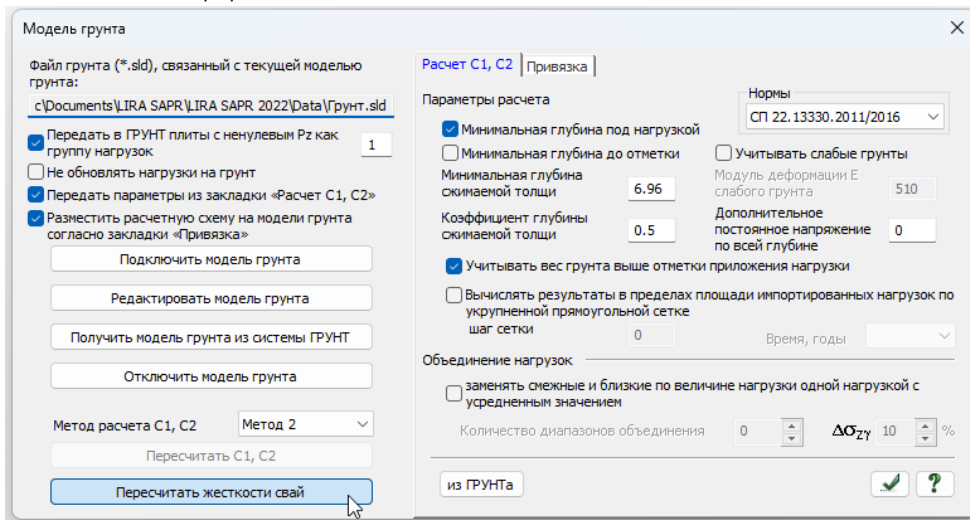 Модель грунта
Файл грунта (*.sld), связанный с текущей моделью
грунта:
c\Documents\LIRA SAPR\LIRA SAPR 2022\Data\Грунт.sld
Передать в ГРУНТ плиты с ненулевым Pz как
группу нагрузок
1
Не обновлять нагрузки на грунт
Передать параметры из закладки «Расчет C1, C2»
Разместить расчетную схему на модели грунта
согласно закладки «Привязка»
Подключить модель грунта
Редактировать модель грунта
Получить модель грунта из системы ГРУНТ
Отключить модель грунта
Метод расчета C1, C2
Метод 2
Пересчитать C1, C2
Пересчитать жесткости свай
Расчет C1, C2
Привязка
Параметры расчета
Нормы
СП 22.13330.2011/2016
Минимальная глубина под нагрузкой
Минимальная глубина до отметки
Учитывать слабые грунты
Минимальная глубина
сжимаемой толщи
6.96
Модуль деформации E
слабого грунта
510
Коэффициент глубины
сжимаемой толщи
0.5
Дополнительное
постоянное напряжение
по всей глубине
0
Учитывать вес грунта выше отметки приложения нагрузки
Вычислять результаты в пределах площади импортированных нагрузок по
укрупненной прямоугольной сетке
шаг сетки
0
Время, годы
Объединение нагрузок
заменять смежные и близкие по величине нагрузки одной нагрузкой с
усредненным значением
Количество диапазонов объединения
0
Δσzγ
10
%
из ГРУНТа
?